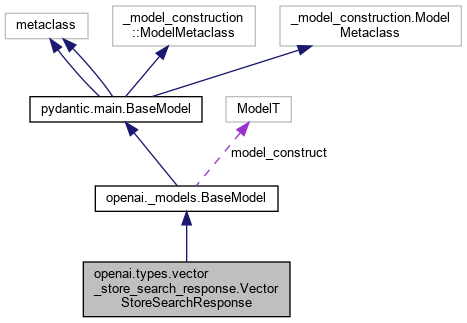 metaclass
_model_construction
::ModelMetaclass
_model_construction.Model
Metaclass
pydantic.main.BaseModel
ModelT
model_construct
openai._models.BaseModel
openai.types.vector
_store_search_response.Vector
StoreSearchResponse